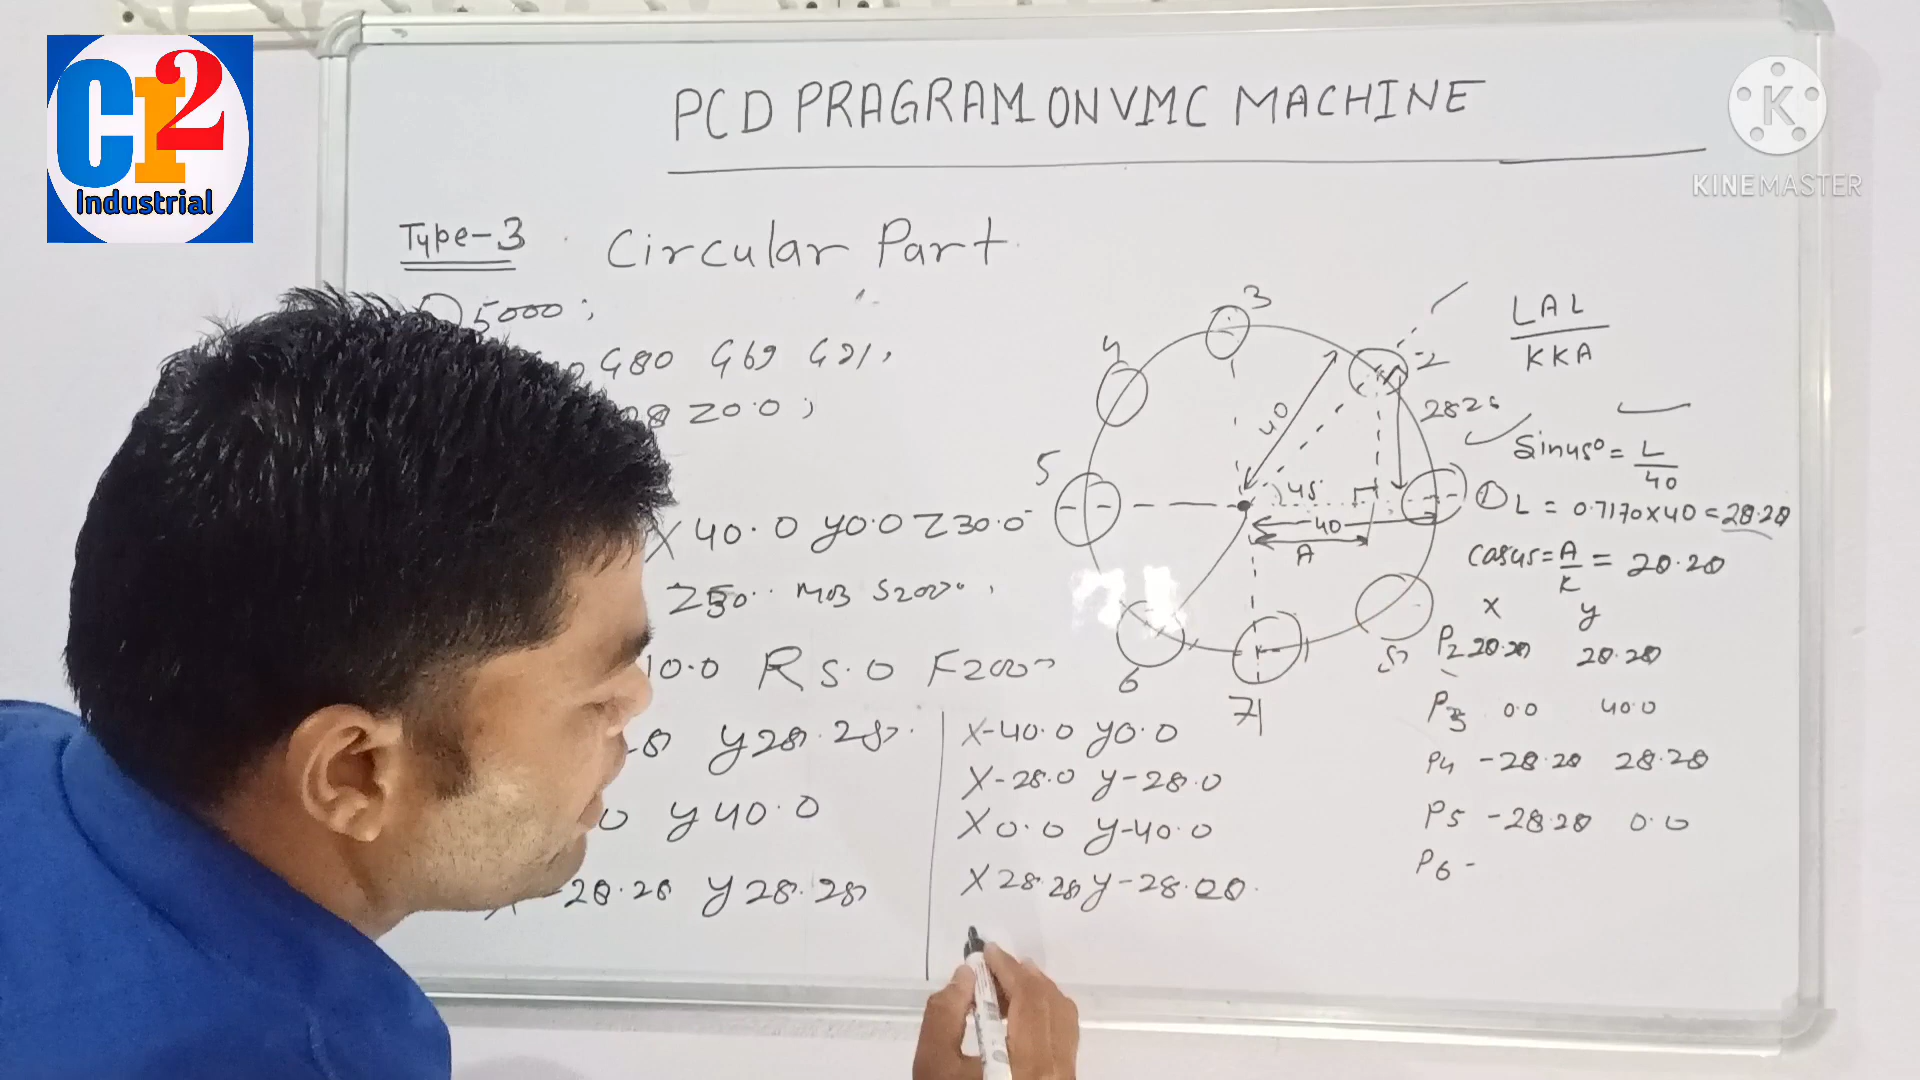 CI2
Industrial
KINEMASTER
PCD PRAGRAM ON VMC MACHINE
Type-3 Circular Part
5000;
G80 G69 G21,
Z0.0;
X40.0 Y0.0 Z30.0
M03 S2000
10.0 R5.0 F2000
Y28.28
0 Y40.0
-28.28 Y28.28
X-40.0 Y0.0
X-28.0 Y-28.0
X0.0 Y-40.0
X28.28 Y-28.28
3
4
2
5
1
6
7
8
40
45°
40
A
LAL
KKA
Sin45° = L
40
L = 0.7170x40 = 28.28
Cos45 = A = 28.28
K
X Y
P2 28.28 28.28
P3 0.0 40.0
P4 -28.28 28.28
P5 -28.28 0.0
P6 -